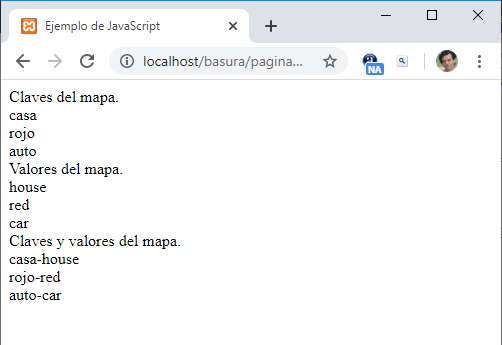 Ejemplo de JavaScript
localhost/basura/pagina...
NA
Claves del mapa.
casa
rojo
auto
Valores del mapa.
house
red
car
Claves y valores del mapa.
casa-house
rojo-red
auto-car